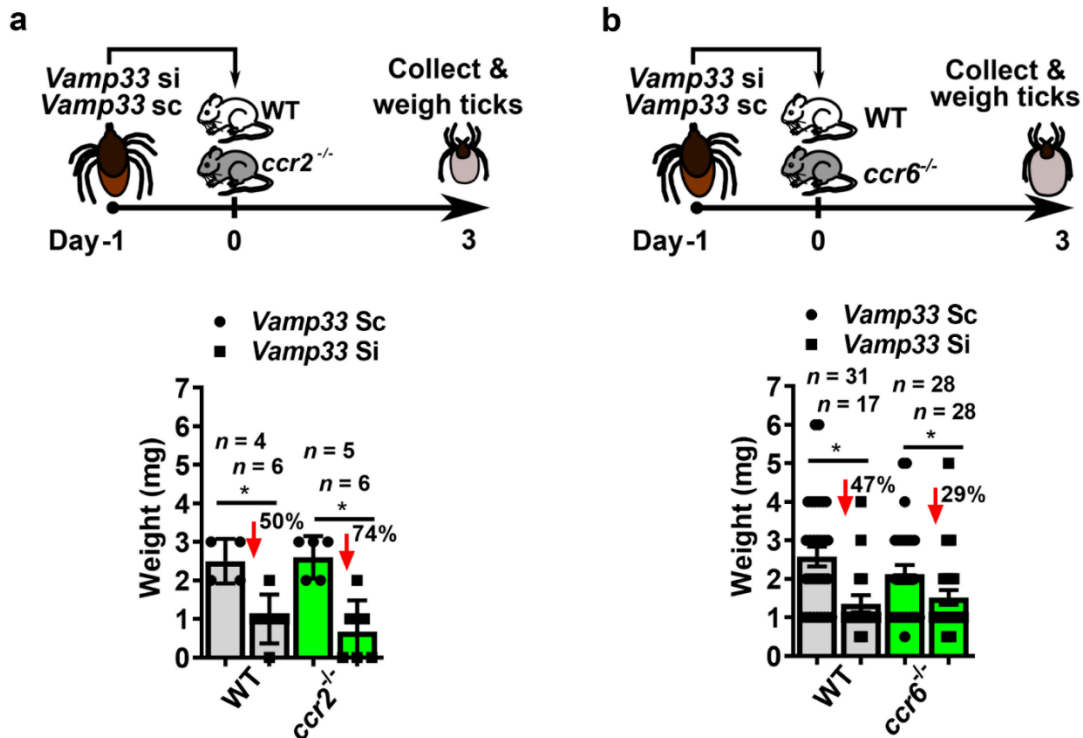 a
Vamp33 si
Vamp33 sc
WT
ccr2-/-
Collect &
weigh ticks
Day-1
0
3
Vamp33 Sc
Vamp33 Si
Weight (mg)
7
6
5
4
3
2
1
0
n = 4
n = 6
*
50%
n = 5
n = 6
*
74%
WT
ccr2-/-
b
Vamp33 si
Vamp33 sc
WT
ccr6-/-
Collect &
weigh ticks
Day-1
0
3
Vamp33 Sc
Vamp33 Si
Weight (mg)
7
6
5
4
3
2
1
0
n = 31
n = 17
*
47%
n = 28
n = 28
*
29%
WT
ccr6-/-